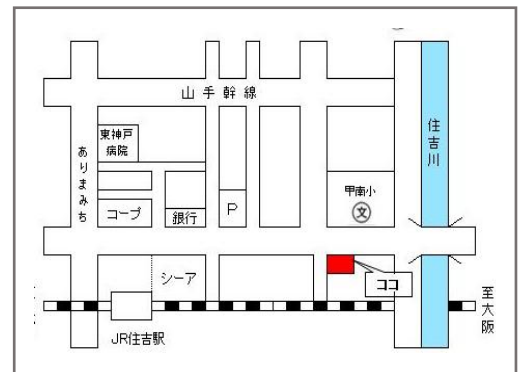 山手幹線
東神戸
病院
ありまみち
住吉川
甲南小
文
コープ
銀行
P
シーア
ココ
至大阪
JR住吉駅